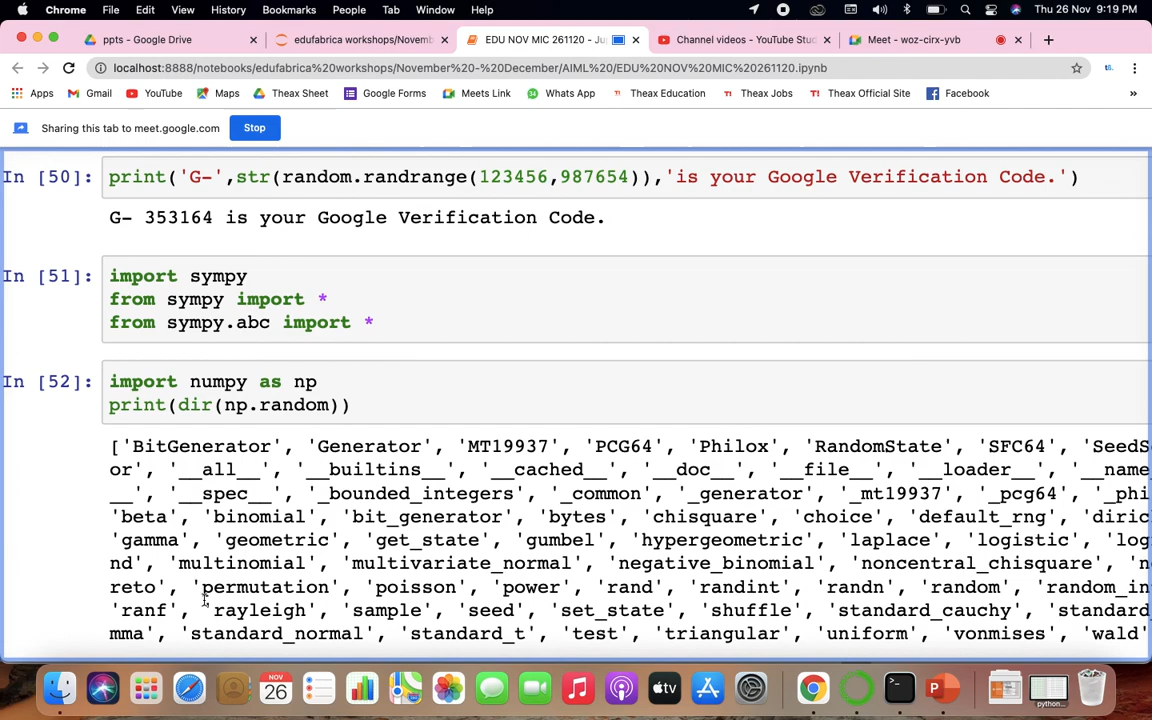 Chrome File Edit View History Bookmarks People Tab Window Help Thu 26 Nov 9:19 PM
ppts - Google Drive edufabrica workshops/Novemb EDU NOV MIC 261120 - Ju Channel videos - YouTube Stud Meet - woz-cirx-yvb
localhost:8888/notebooks/edufabrica%20workshops/November%20-%20December/AIML%20/EDU%20NOV%20MIC%20261120.ipynb
Apps Gmail YouTube Maps Theax Sheet Google Forms Meets Link Whats App Theax Education Theax Jobs Theax Official Site Facebook »
Sharing this tab to meet.google.com Stop
In [50]: print('G-',str(random.randrange(123456,987654)),'is your Google Verification Code.')
G- 353164 is your Google Verification Code.
In [51]: import sympy
from sympy import *
from sympy.abc import *
In [52]: import numpy as np
print(dir(np.random))
['BitGenerator', 'Generator', 'MT19937', 'PCG64', 'Philox', 'RandomState', 'SFC64', 'SeedS
or', '__all__', '__builtins__', '__cached__', '__doc__', '__file__', '__loader__', '__name
__', '__spec__', '_bounded_integers', '_common', '_generator', '_mt19937', '_pcg64', '_phi
'beta', 'binomial', 'bit_generator', 'bytes', 'chisquare', 'choice', 'default_rng', 'diric
'gamma', 'geometric', 'get_state', 'gumbel', 'hypergeometric', 'laplace', 'logistic', 'log
nd', 'multinomial', 'multivariate_normal', 'negative_binomial', 'noncentral_chisquare', 'n
reto', 'permutation', 'poisson', 'power', 'rand', 'randint', 'randn', 'random', 'random_in
'ranf', 'rayleigh', 'sample', 'seed', 'set_state', 'shuffle', 'standard_cauchy', 'standard
mma', 'standard_normal', 'standard_t', 'test', 'triangular', 'uniform', 'vonmises', 'wald'
NOV
26
tv
python...